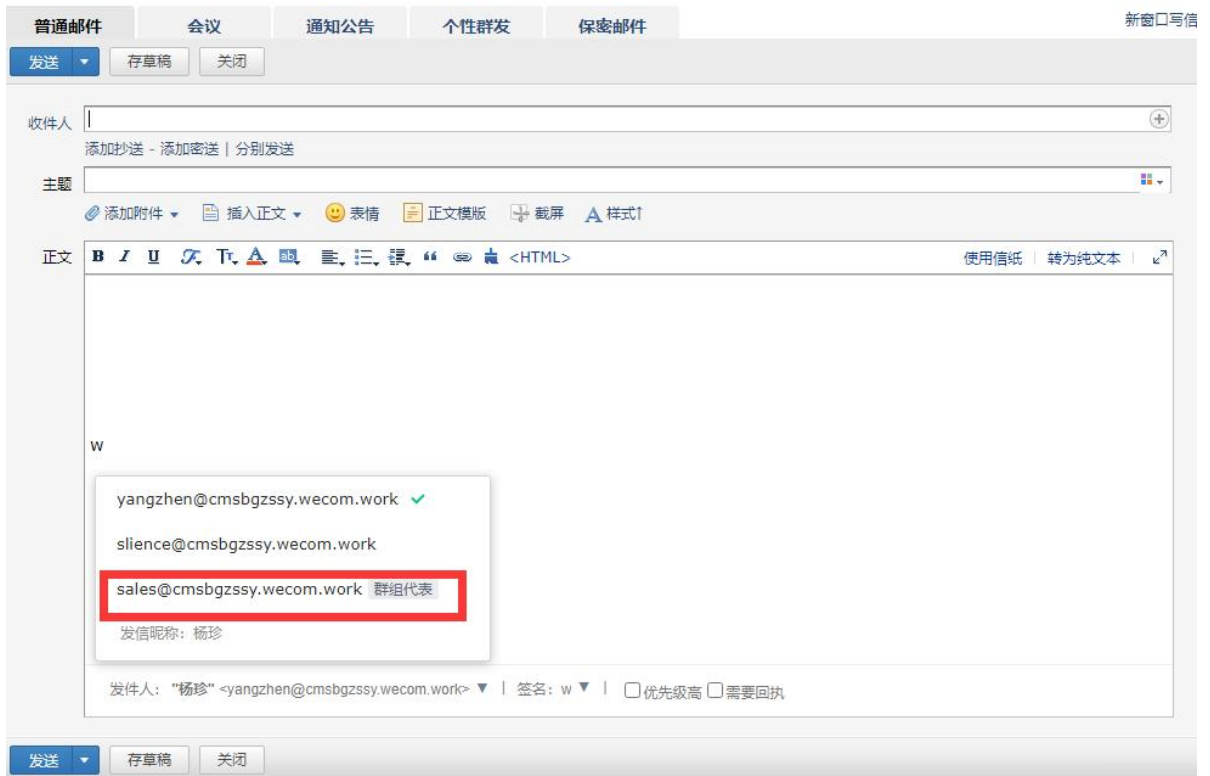 普通邮件 会议 通知公告 个性群发 保密邮件 新窗口写信
发送 存草稿 关闭
收件人
添加抄送 - 添加密送 | 分别发送
主题
添加附件 插入正文 表情 正文模版 截屏 A 样式↑
正文 B I U <HTML> 使用信纸 | 转为纯文本 |
w
yangzhen@cmsbgzssy.wecom.work ✓
slience@cmsbgzssy.wecom.work
sales@cmsbgzssy.wecom.work 群组代表
发信昵称：杨珍
发件人："杨珍" <yangzhen@cmsbgzssy.wecom.work> ▼ | 签名：w ▼ | 优先级高 需要回执
发送 存草稿 关闭